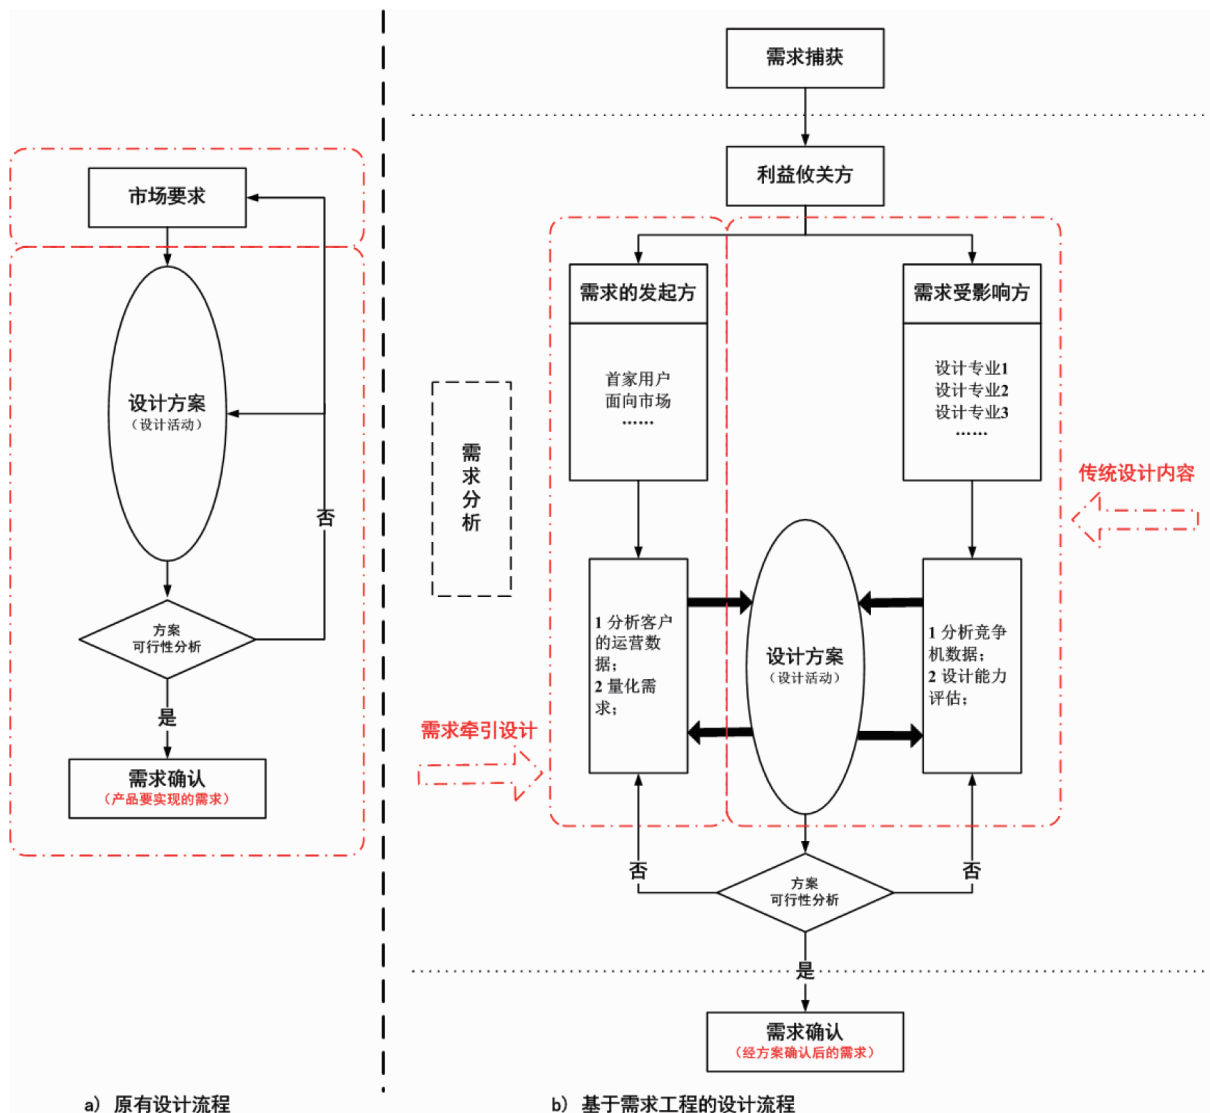 市场要求
设计方案
(设计活动)
否
方案
可行性分析
是
需求确认
(产品要实现的需求)
a) 原有设计流程
需求捕获
利益攸关方
需求的发起方
首家用户
面向市场
……
需求受影响方
设计专业1
设计专业2
设计专业3
……
需
求
分
析
传统设计内容
1 分析客户
的运营数
据;
2 量化需
求;
设计方案
(设计活动)
1 分析竞争
机数据;
2 设计能力
评估;
需求牵引设计
否
否
方案
可行性分析
是
需求确认
(经方案确认后的需求)
b) 基于需求工程的设计流程